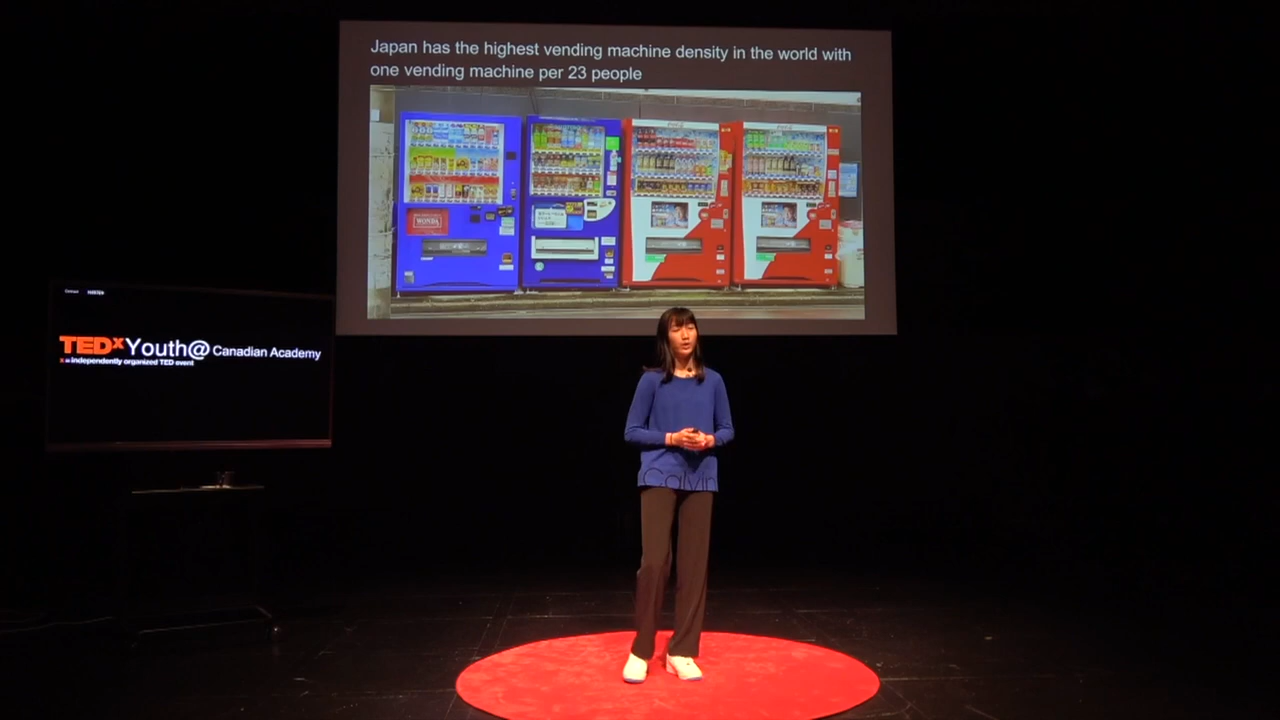 Japan has the highest vending machine density in the world with
one vending machine per 23 people
WONDA
TEDxYouth@ Canadian Academy
x = independently organized TED event
Calvin